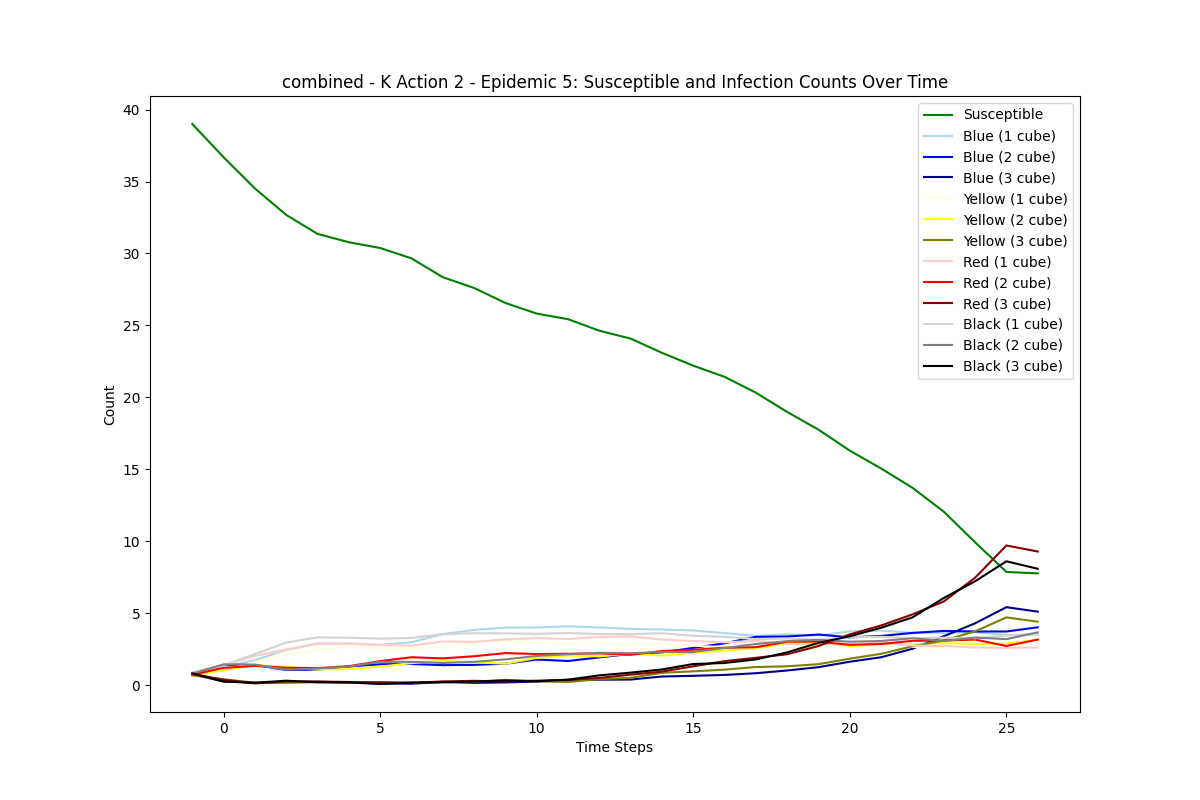 combined - K Action 2 - Epidemic 5: Susceptible and Infection Counts Over Time
40
35
30
25
20
15
10
5
0
Count
Susceptible
Blue (1 cube)
Blue (2 cube)
Blue (3 cube)
Yellow (1 cube)
Yellow (2 cube)
Yellow (3 cube)
Red (1 cube)
Red (2 cube)
Red (3 cube)
Black (1 cube)
Black (2 cube)
Black (3 cube)
0 5 10 15 20 25
Time Steps